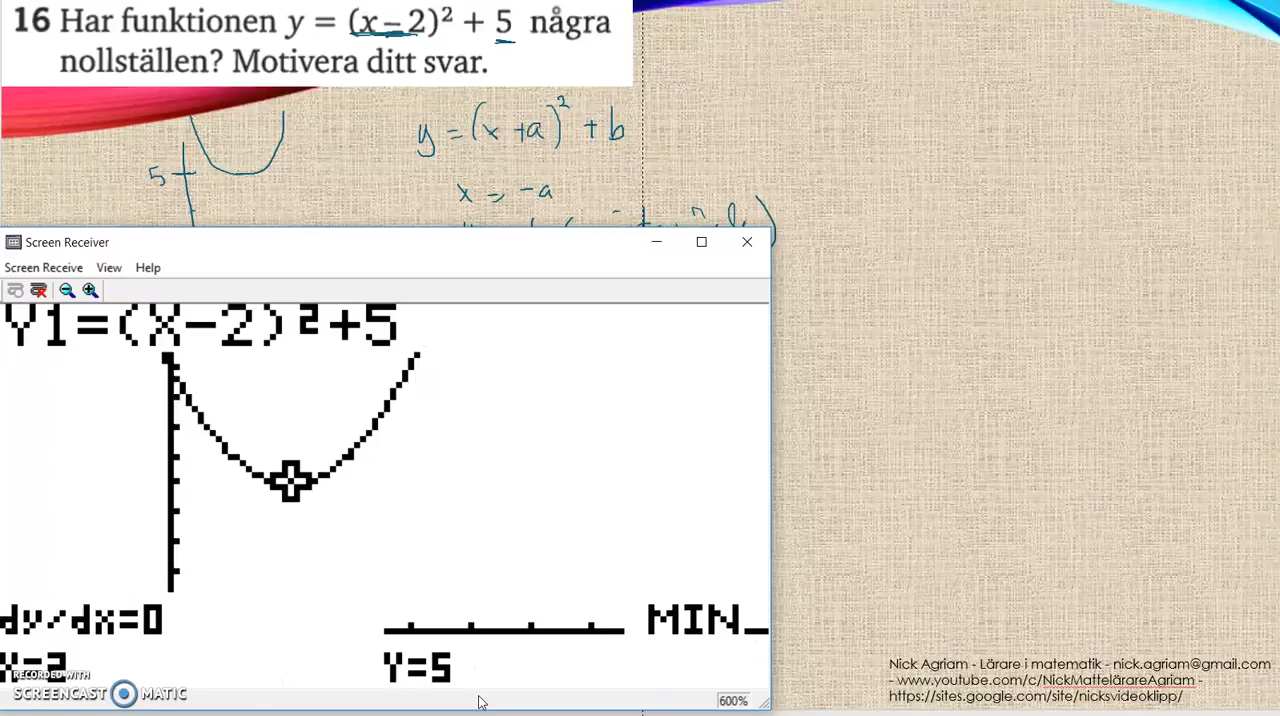 16 Har funktionen y = (x – 2)² + 5 några
nollställen? Motivera ditt svar.
y = (x + a)² + b
5
x = -a
Screen Receiver
Screen Receive View Help
Y1=(X-2)²+5
dy/dx=0
MIN
X=2
Y=5
RECORDED WITH
SCREENCAST MATIC
600%
Nick Agriam - Lärare i matematik - nick.agriam@gmail.com
- www.youtube.com/c/NickMattelärareAgriam -
https://sites.google.com/site/nicksvideoklipp/